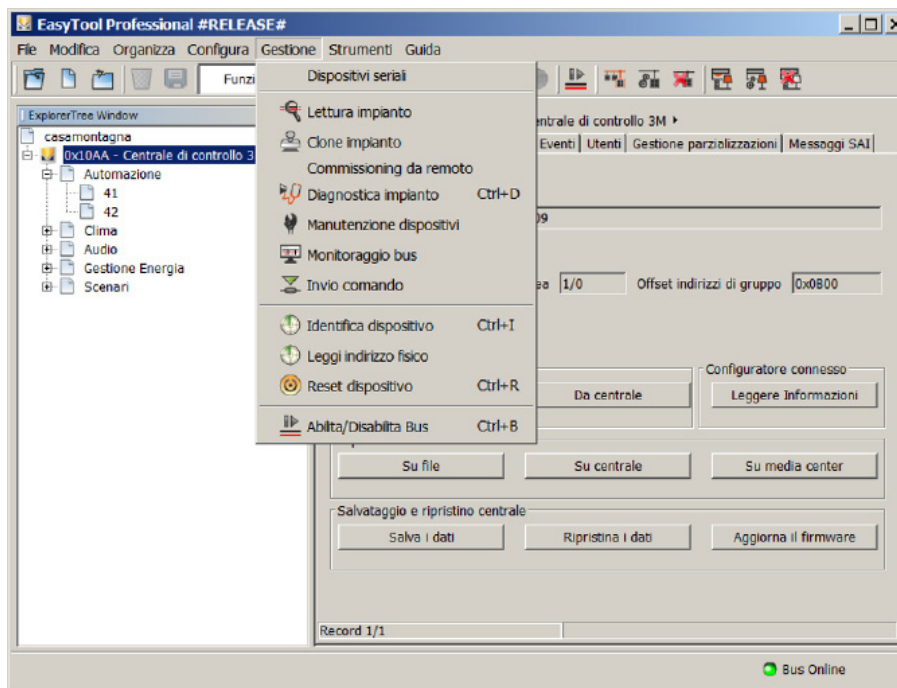 EasyTool Professional #RELEASE#
File Modifica Organizza Configura Gestione Strumenti Guida
Funzi
Dispositivi seriali
Lettura impianto
Clone impianto
Commissioning da remoto
Diagnostica impianto Ctrl+D
Manutenzione dispositivi
Monitoraggio bus
Invio comando
Identifica dispositivo Ctrl+I
Leggi indirizzo fisico
Reset dispositivo Ctrl+R
Abilta/Disabilita Bus Ctrl+B
ExplorerTree Window
casamontagna
0x10AA - Centrale di controllo 3
Automazione
41
42
Clima
Audio
Gestione Energia
Scenari
entrale di controllo 3M
Eventi Utenti Gestione parzializzazioni Messaggi SAI
09
ea 1/0 Offset indirizzi di gruppo 0x0800
Configuratore connesso
Da centrale Leggere Informazioni
Su file Su centrale Su media center
Salvataggio e ripristino centrale
Salva i dati Ripristina i dati Aggiorna il firmware
Record 1/1
Bus Online